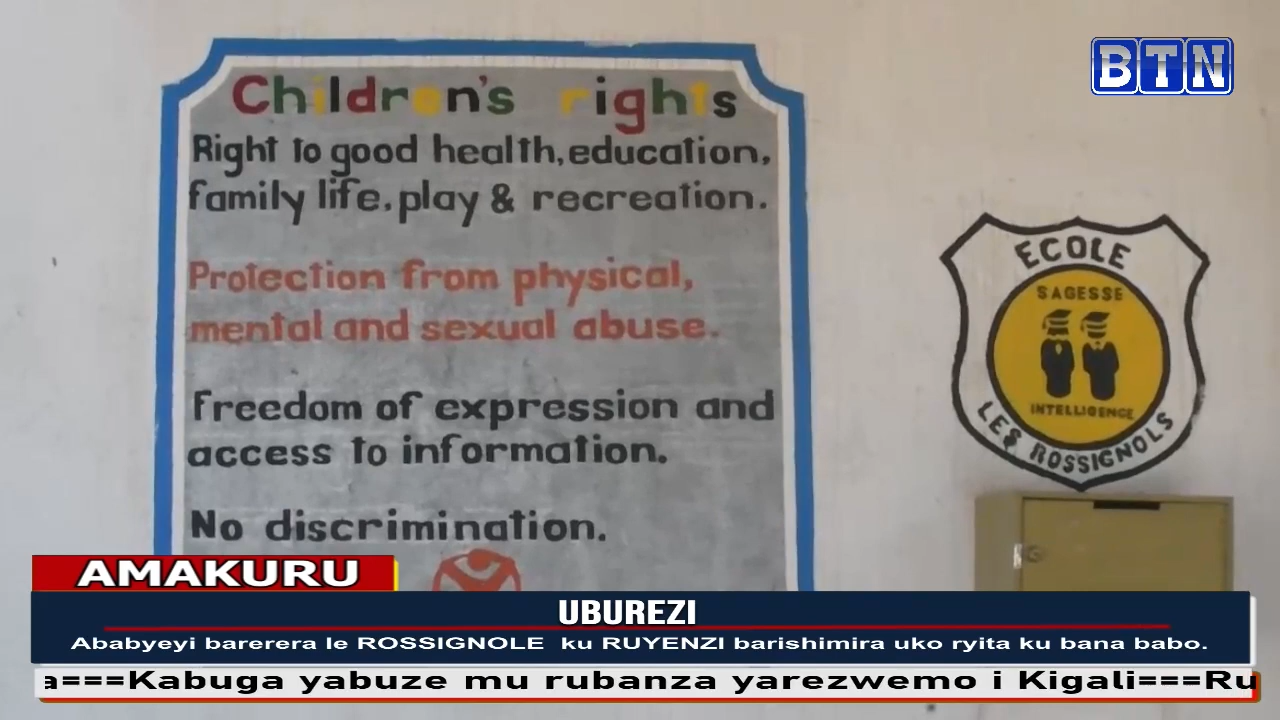 BTN
Children's rights
Right to good health, education,
family life, play & recreation.
Protection from physical,
mental and sexual abuse.
Freedom of expression and
access to information.
No discrimination.
ECOLE
SAGESSE
INTELLIGENCE
LES ROSSIGNOLS
AMAKURU
UBUREZI
Ababyeyi barerera le ROSSIGNOLE ku RUYENZI barishimira uko ryita ku bana babo.
a===Kabuga yabuze mu rubanza yarezwemo i Kigali===Ru